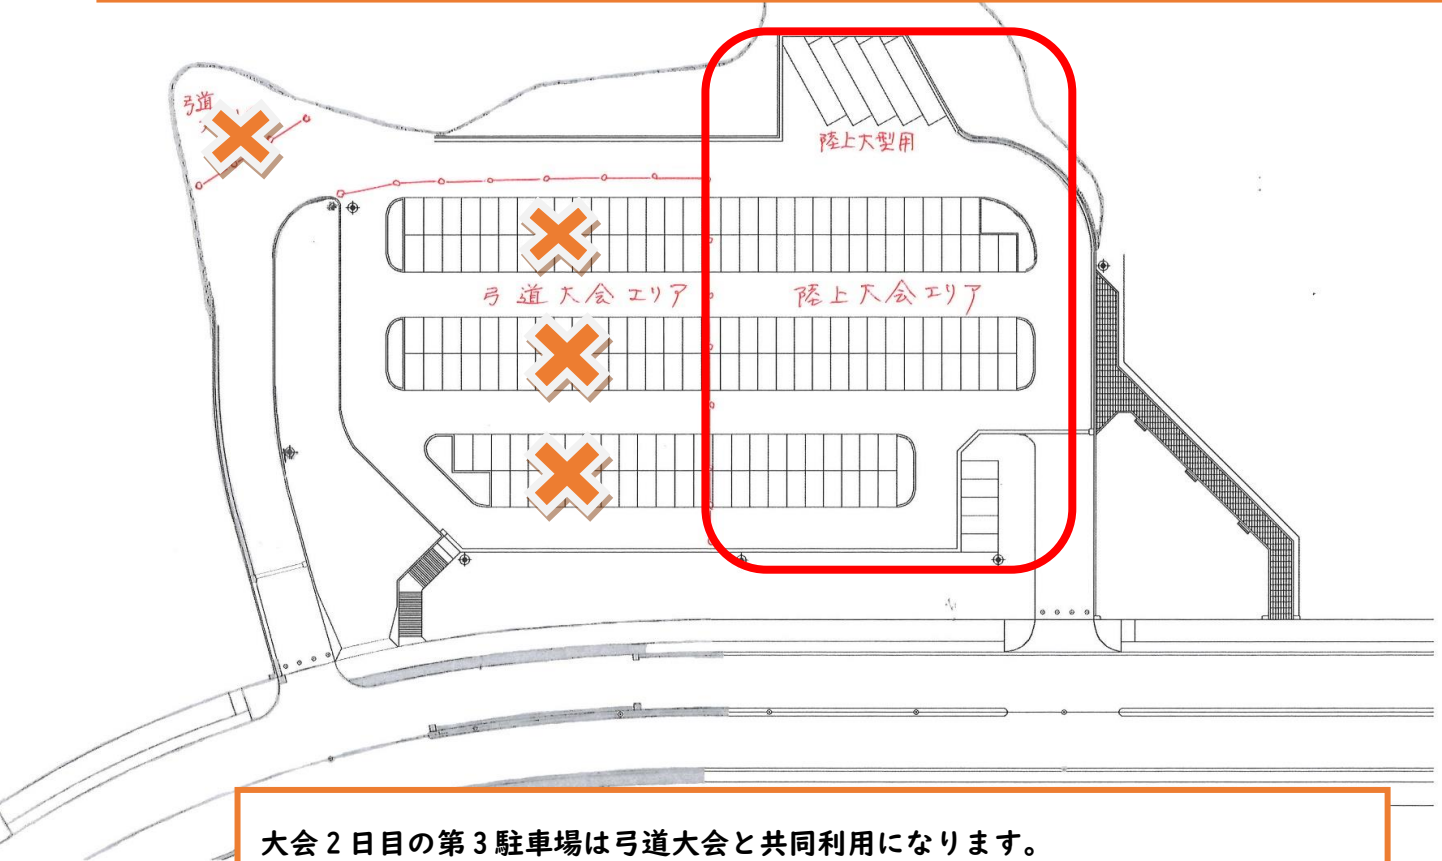 弓道
陸上大型用
弓道大会エリア
陸上大会エリア
大会2日目の第3駐車場は弓道大会と共同利用になります。